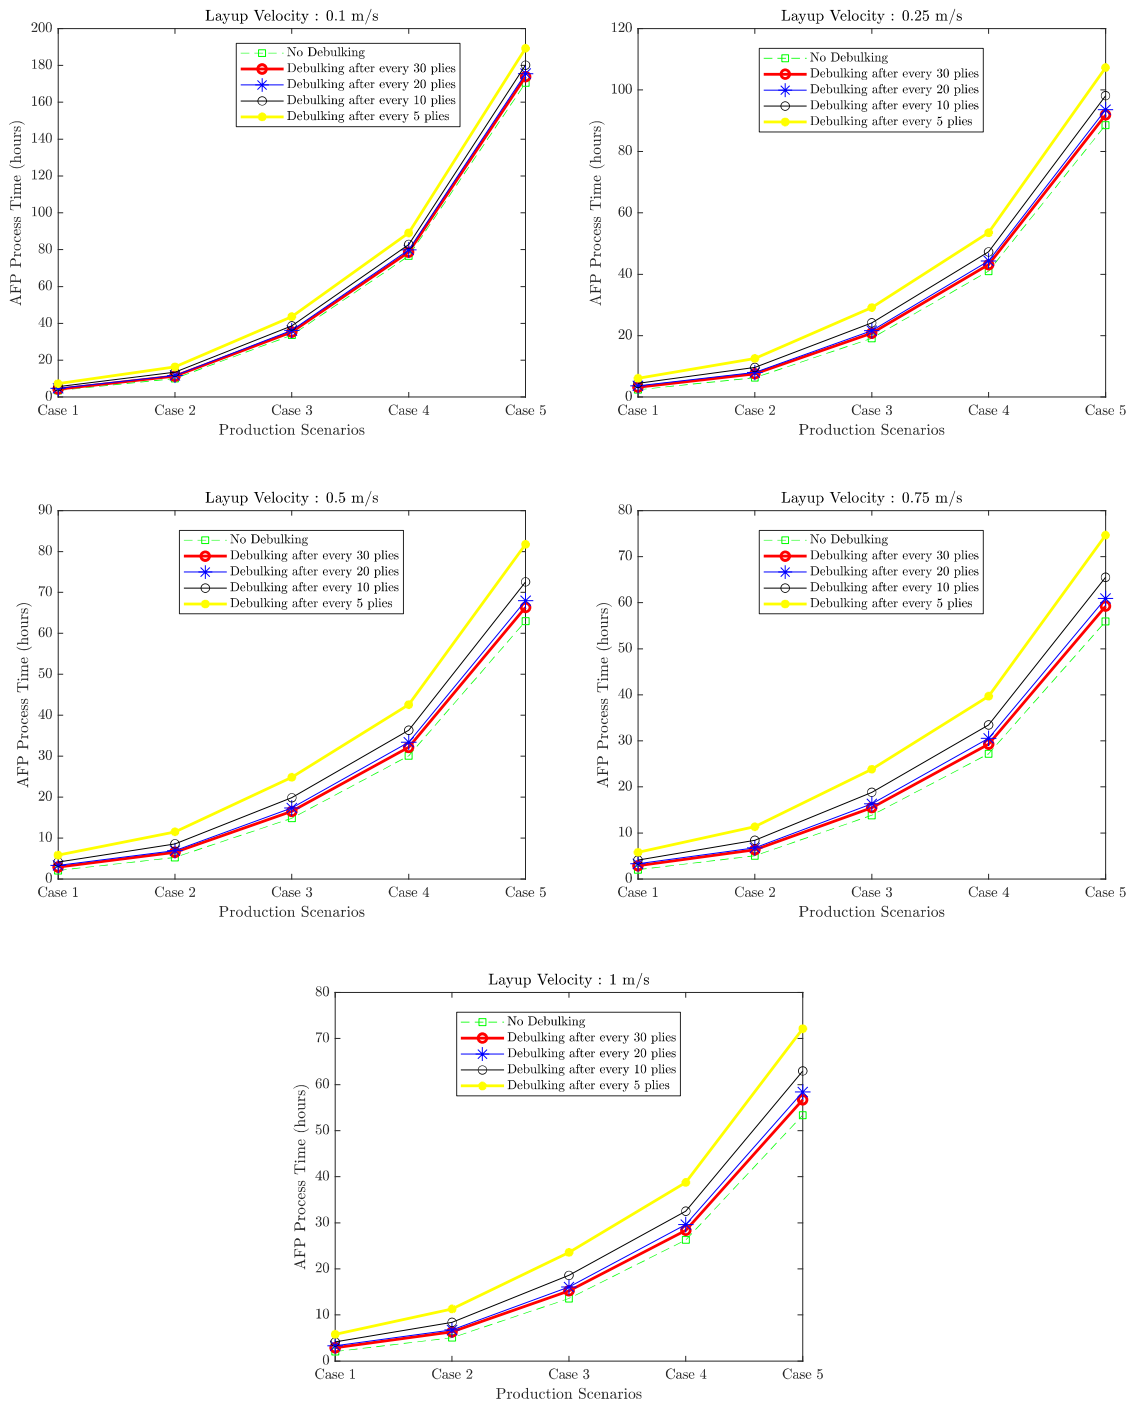 Layup Velocity : 0.1 m/s
200
180
160
140
120
100
80
60
40
20
0
AFP Process Time (hours)
No Debulking
Debulking after every 30 plies
Debulking after every 20 plies
Debulking after every 10 plies
Debulking after every 5 plies
Case 1 Case 2 Case 3 Case 4 Case 5
Production Scenarios
Layup Velocity : 0.25 m/s
120
100
80
60
40
20
0
AFP Process Time (hours)
No Debulking
Debulking after every 30 plies
Debulking after every 20 plies
Debulking after every 10 plies
Debulking after every 5 plies
Case 1 Case 2 Case 3 Case 4 Case 5
Production Scenarios
Layup Velocity : 0.5 m/s
90
80
70
60
50
40
30
20
10
0
AFP Process Time (hours)
No Debulking
Debulking after every 30 plies
Debulking after every 20 plies
Debulking after every 10 plies
Debulking after every 5 plies
Case 1 Case 2 Case 3 Case 4 Case 5
Production Scenarios
Layup Velocity : 0.75 m/s
80
70
60
50
40
30
20
10
0
AFP Process Time (hours)
No Debulking
Debulking after every 30 plies
Debulking after every 20 plies
Debulking after every 10 plies
Debulking after every 5 plies
Case 1 Case 2 Case 3 Case 4 Case 5
Production Scenarios
Layup Velocity : 1 m/s
80
70
60
50
40
30
20
10
0
AFP Process Time (hours)
No Debulking
Debulking after every 30 plies
Debulking after every 20 plies
Debulking after every 10 plies
Debulking after every 5 plies
Case 1 Case 2 Case 3 Case 4 Case 5
Production Scenarios